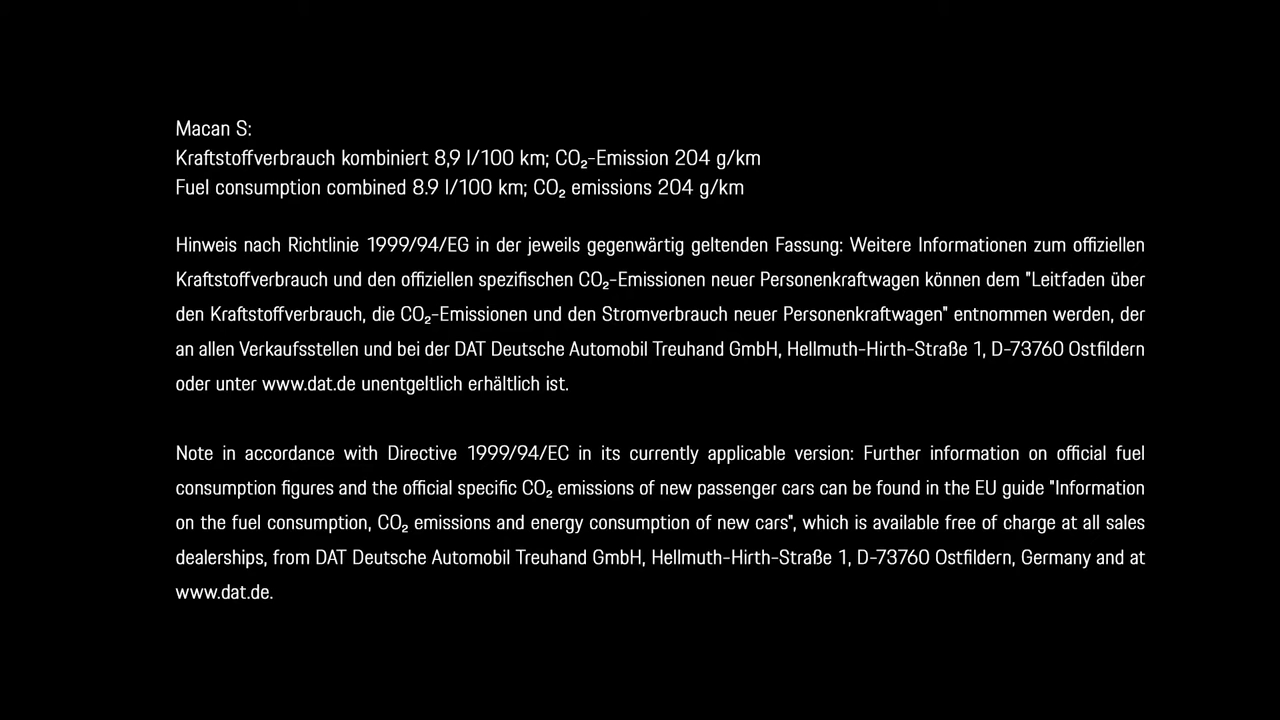 Macan S:
Kraftstoffverbrauch kombiniert 8,9 l/100 km; CO₂-Emission 204 g/km
Fuel consumption combined 8.9 l/100 km; CO₂ emissions 204 g/km
Hinweis nach Richtlinie 1999/94/EG in der jeweils gegenwärtig geltenden Fassung: Weitere Informationen zum offiziellen
Kraftstoffverbrauch und den offiziellen spezifischen CO₂-Emissionen neuer Personenkraftwagen können dem "Leitfaden über
den Kraftstoffverbrauch, die CO₂-Emissionen und den Stromverbrauch neuer Personenkraftwagen" entnommen werden, der
an allen Verkaufsstellen und bei der DAT Deutsche Automobil Treuhand GmbH, Hellmuth-Hirth-Straße 1, D-73760 Ostfildern
oder unter www.dat.de unentgeltlich erhältlich ist.
Note in accordance with Directive 1999/94/EC in its currently applicable version: Further information on official fuel
consumption figures and the official specific CO₂ emissions of new passenger cars can be found in the EU guide "Information
on the fuel consumption, CO₂ emissions and energy consumption of new cars", which is available free of charge at all sales
dealerships, from DAT Deutsche Automobil Treuhand GmbH, Hellmuth-Hirth-Straße 1, D-73760 Ostfildern, Germany and at
www.dat.de.